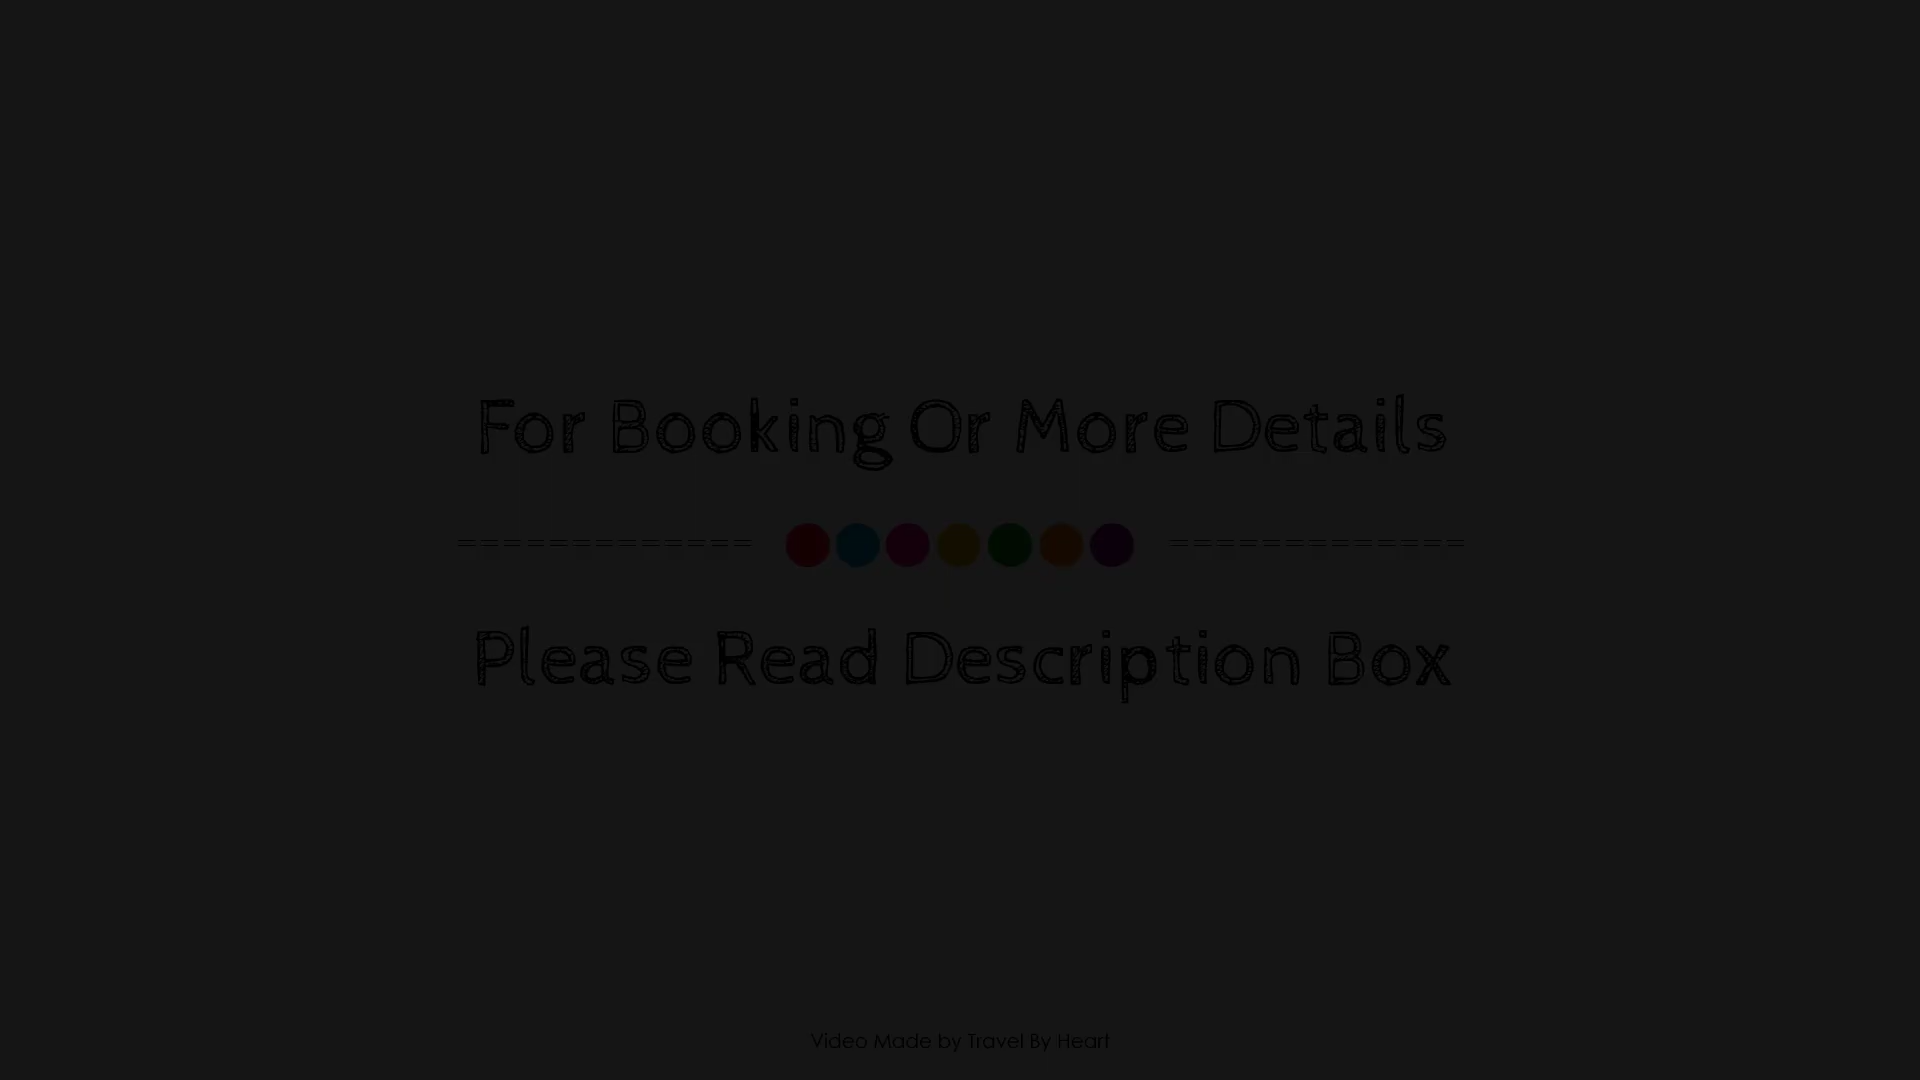 For Booking Or More Details
============= =============
Please Read Description Box
Video Made by Travel By Heart